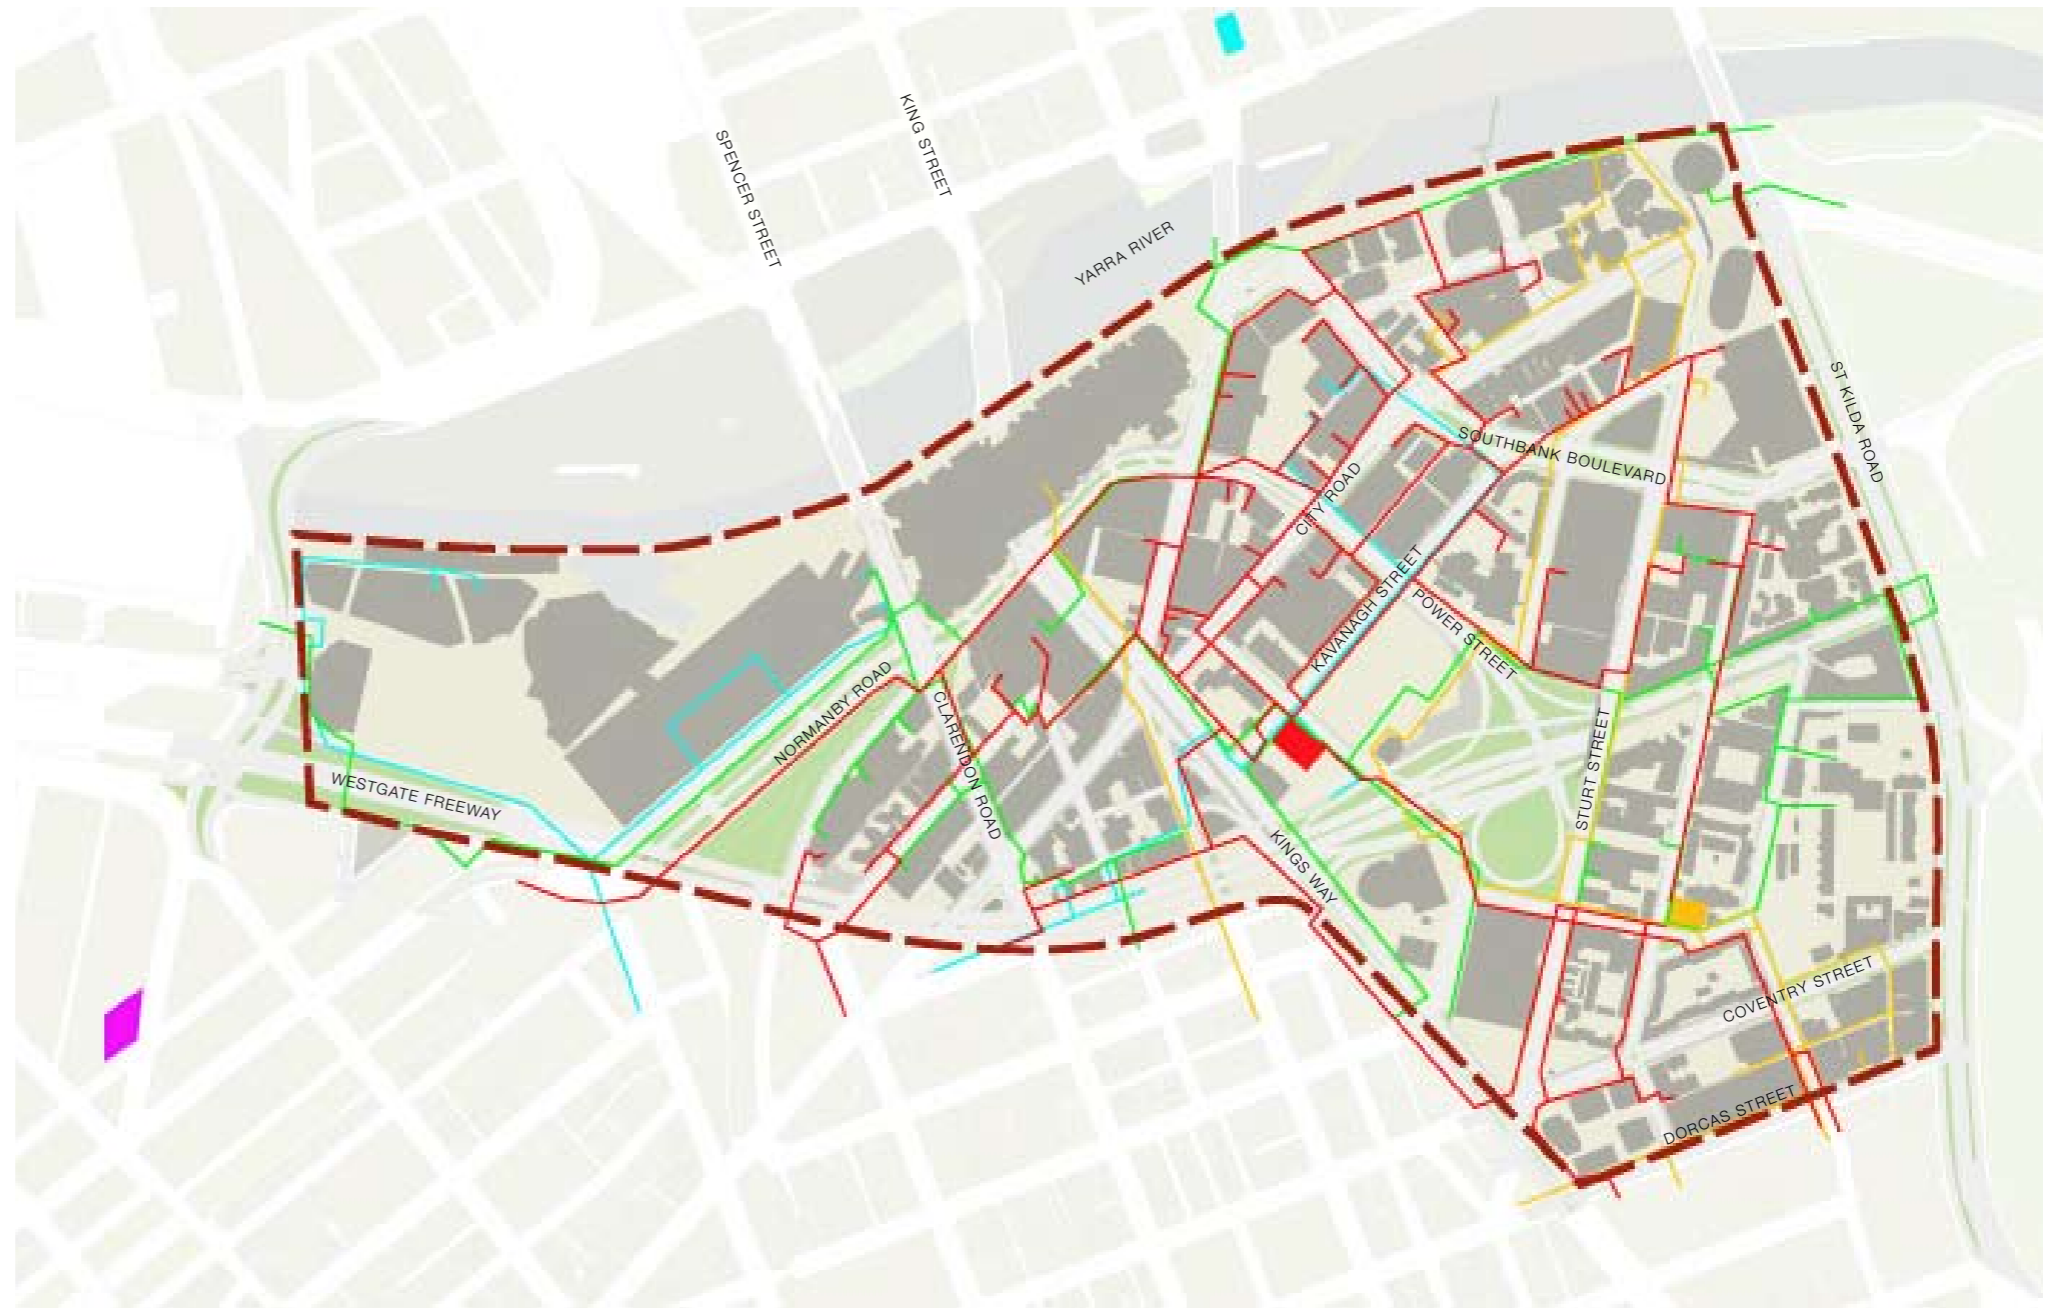 KING STREET
SPENCER STREET
YARRA RIVER
ST KILDA ROAD
SOUTHBANK BOULEVARD
CITY ROAD
KAVANAGH STREET
POWER STREET
NORMANBY ROAD
CLARENDON ROAD
STURT STREET
WESTGATE FREEWAY
KINGS WAY
COVENTRY STREET
DORCAS STREET